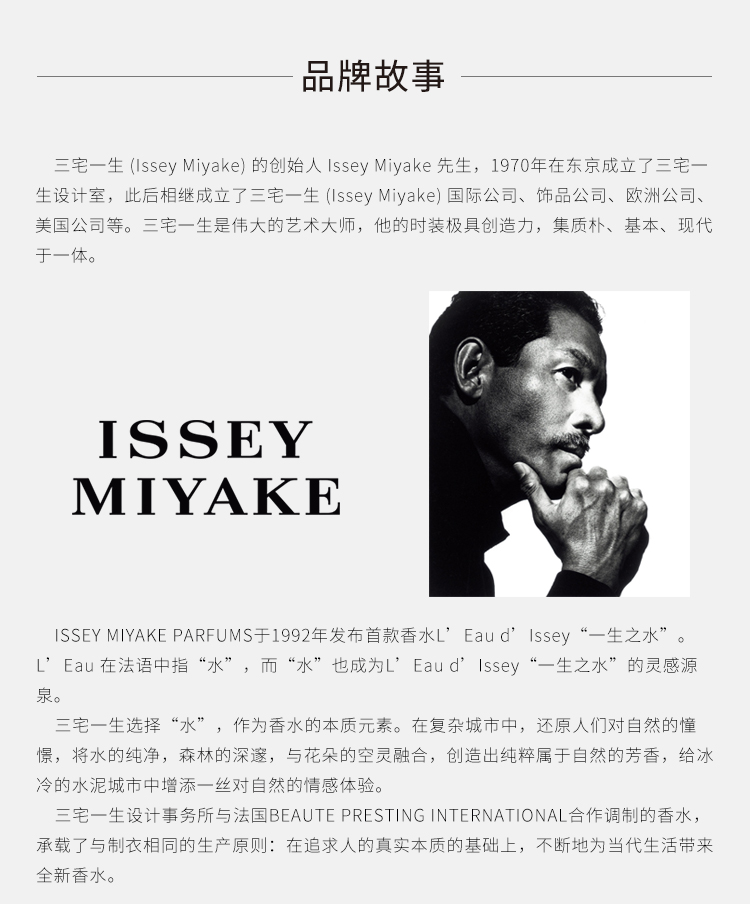 品牌故事
三宅一生 (Issey Miyake) 的创始人 Issey Miyake 先生，1970年在东京成立了三宅一
生设计室，此后相继成立了三宅一生 (Issey Miyake) 国际公司、饰品公司、欧洲公司、
美国公司等。三宅一生是伟大的艺术大师，他的时装极具创造力，集质朴、基本、现代
于一体。
ISSEY
MIYAKE
ISSEY MIYAKE PARFUMS于1992年发布首款香水L’Eau d’Issey“一生之水”。
L’Eau 在法语中指“水”，而“水”也成为L’Eau d’Issey“一生之水”的灵感源
泉。
三宅一生选择“水”，作为香水的本质元素。在复杂城市中，还原人们对自然的憧
憬，将水的纯净，森林的深邃，与花朵的空灵融合，创造出纯粹属于自然的芳香，给冰
冷的水泥城市中增添一丝对自然的情感体验。
三宅一生设计事务所与法国BEAUTE PRESTING INTERNATIONAL合作调制的香水，
承载了与制衣相同的生产原则：在追求人的真实本质的基础上，不断地为当代生活带来
全新香水。